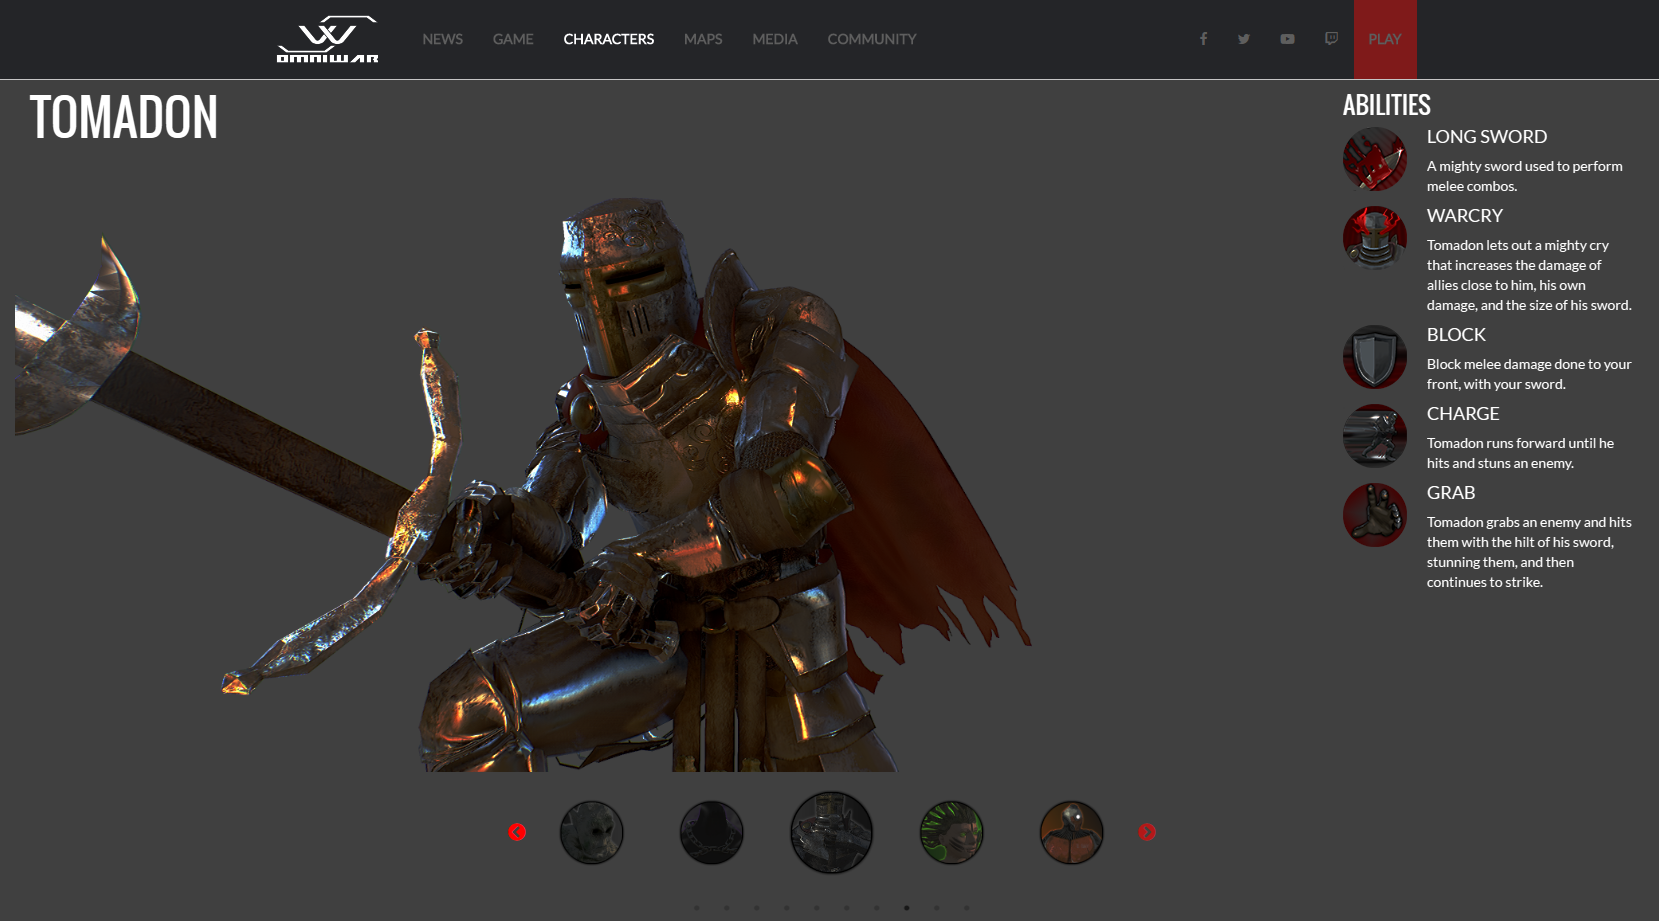 OMNIWAR
NEWS GAME CHARACTERS MAPS MEDIA COMMUNITY PLAY
TOMADON
ABILITIES
LONG SWORD
A mighty sword used to perform
melee combos.
WARCRY
Tomadon lets out a mighty cry
that increases the damage of
allies close to him, his own
damage, and the size of his sword.
BLOCK
Block melee damage done to your
front, with your sword.
CHARGE
Tomadon runs forward until he
hits and stuns an enemy.
GRAB
Tomadon grabs an enemy and hits
them with the hilt of his sword,
stunning them, and then
continues to strike.